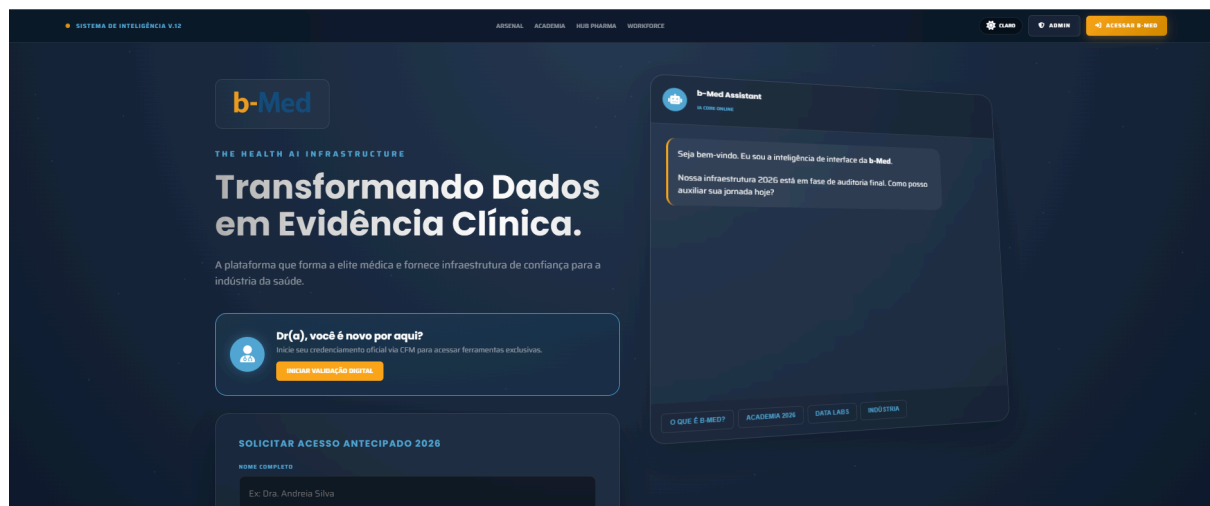 SISTEMA DE INTELIGÊNCIA V.12
ARSENAL ACADEMIA HUB PHARMA WORKFORCE
CLARO
ADMIN
ACESSAR B-MED
b-Med
THE HEALTH AI INFRASTRUCTURE
Transformando Dados
em Evidência Clínica.
A plataforma que forma a elite médica e fornece infraestrutura de confiança para a
indústria da saúde.
Dr(a), você é novo por aqui?
Inicie seu credenciamento oficial via CFM para acessar ferramentas exclusivas.
INICIAR VALIDAÇÃO DIGITAL
SOLICITAR ACESSO ANTECIPADO 2026
NOME COMPLETO
Ex: Dra. Andreia Silva
b-Med Assistant
IA CORE ONLINE
Seja bem-vindo. Eu sou a inteligência de interface da b-Med.
Nossa infraestrutura 2026 está em fase de auditoria final. Como posso
auxiliar sua jornada hoje?
O QUE É B-MED?
ACADEMIA 2026
DATA LABS
INDÚSTRIA